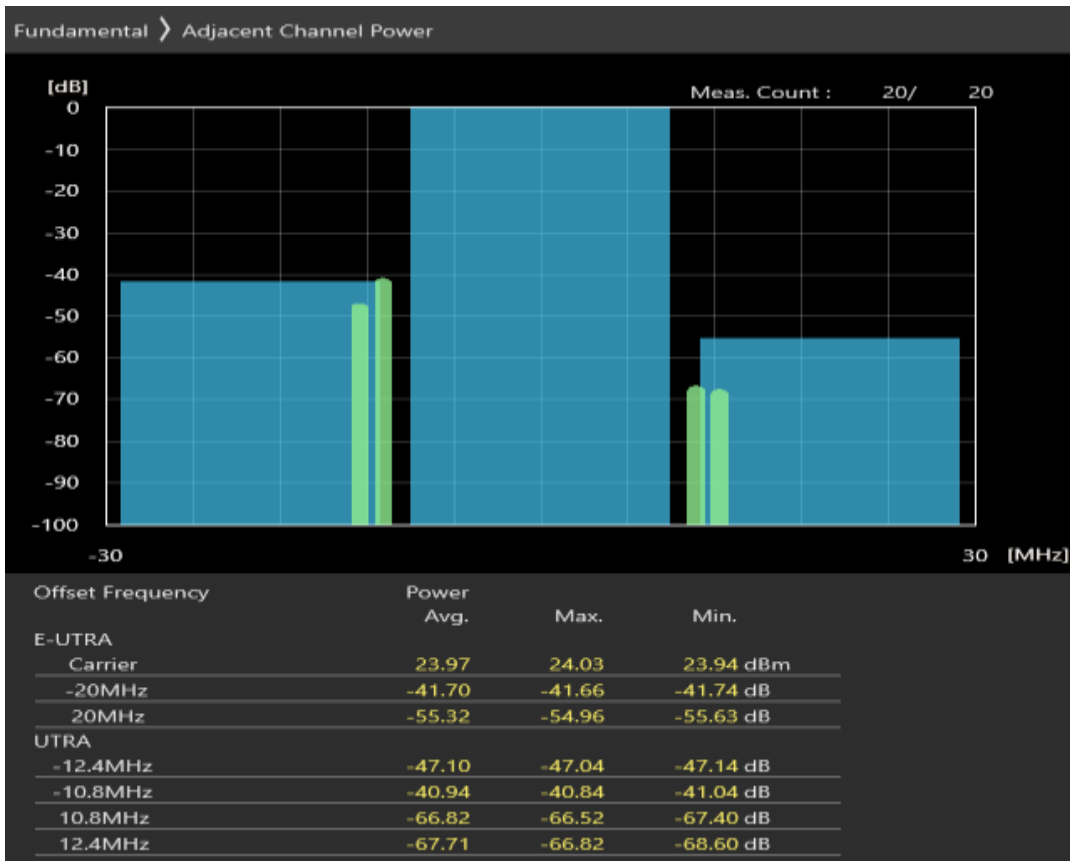 Fundamental ❯ Adjacent Channel Power
[dB]
Meas. Count : 20/ 20
0
-10
-20
-30
-40
-50
-60
-70
-80
-90
-100
-30 30 [MHz]
Offset Frequency Power
Avg. Max. Min.
E-UTRA
Carrier 23.97 24.03 23.94 dBm
-20MHz -41.70 -41.66 -41.74 dB
20MHz -55.32 -54.96 -55.63 dB
UTRA
-12.4MHz -47.10 -47.04 -47.14 dB
-10.8MHz -40.94 -40.84 -41.04 dB
10.8MHz -66.82 -66.52 -67.40 dB
12.4MHz -67.71 -66.82 -68.60 dB